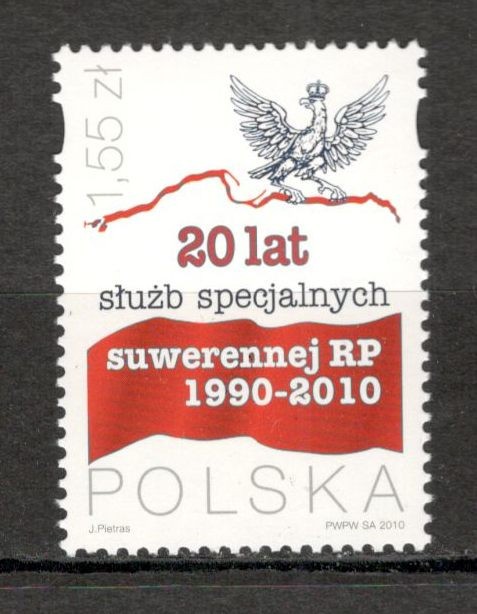 1,55 zł
20 lat
służb specjalnych
suwerennej RP
1990-2010
POLSKA
J.Pietras
PWPW SA 2010